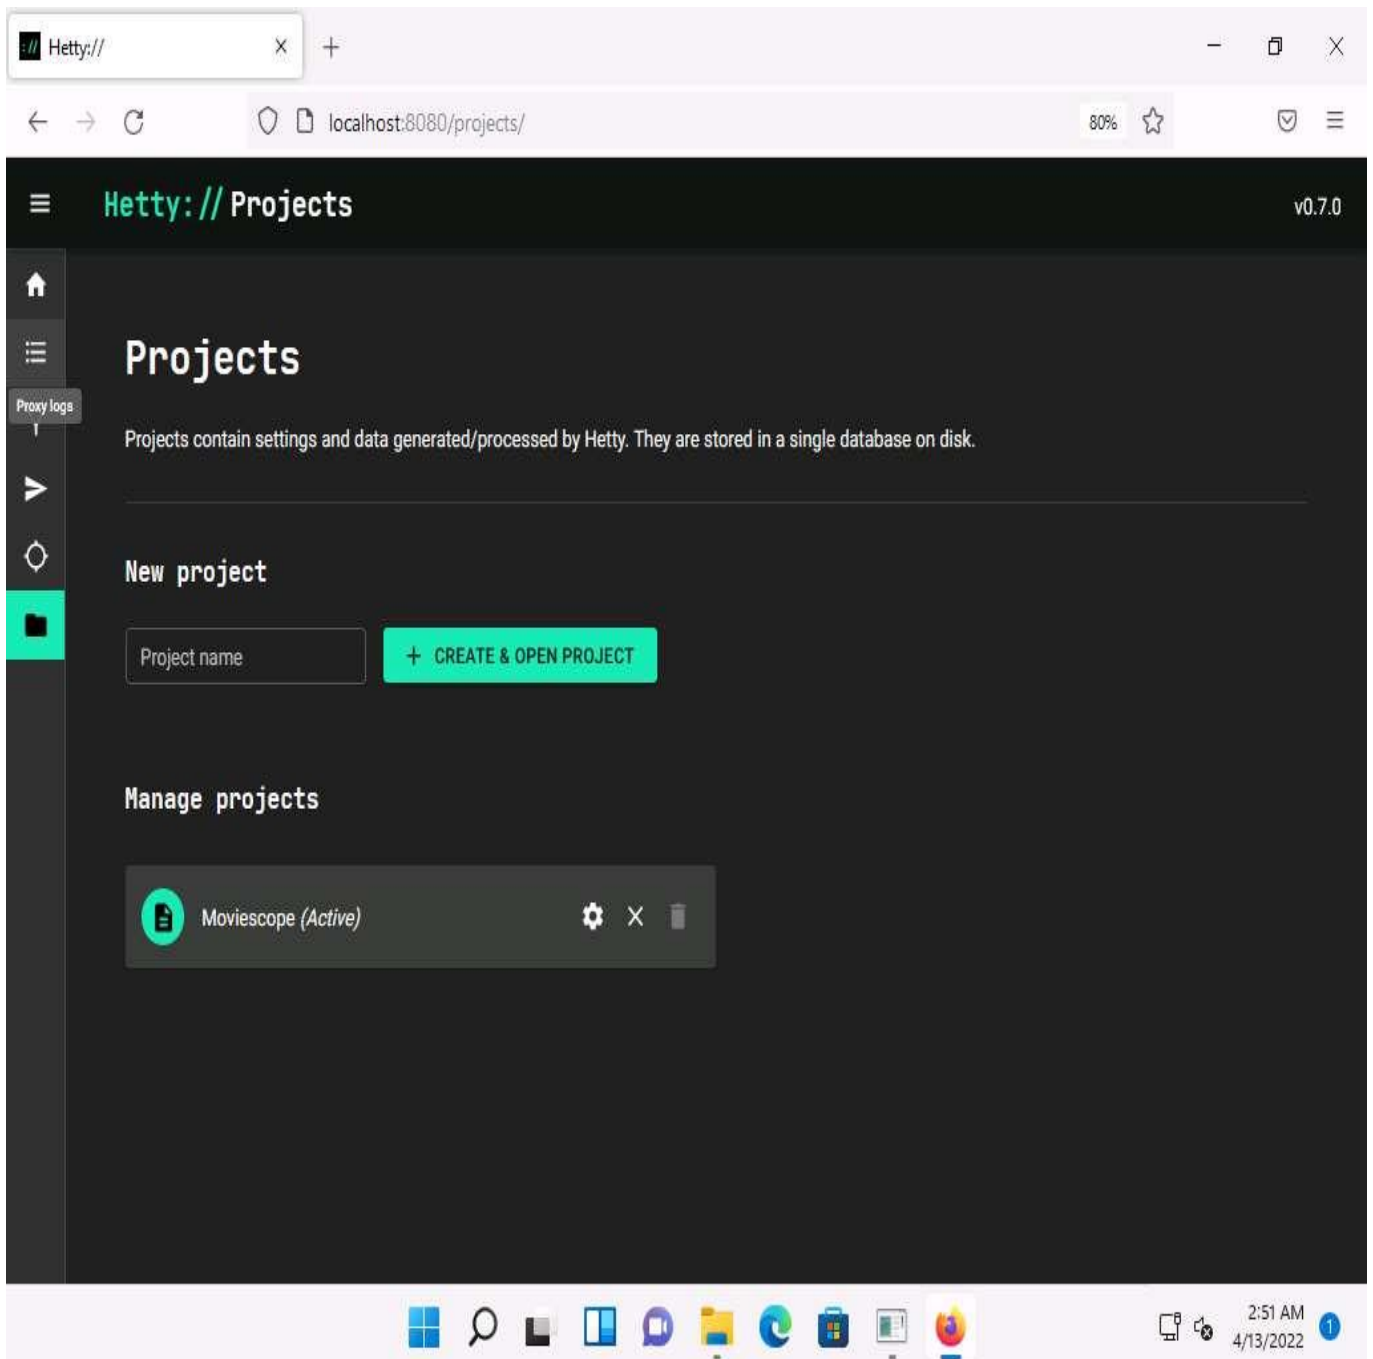 Hetty://
localhost:8080/projects/
80%
Hetty:// Projects
v0.7.0
Projects
Proxy logs
Projects contain settings and data generated/processed by Hetty. They are stored in a single database on disk.
New project
Project name
+ CREATE & OPEN PROJECT
Manage projects
Moviescope (Active)
2:51 AM
4/13/2022
1